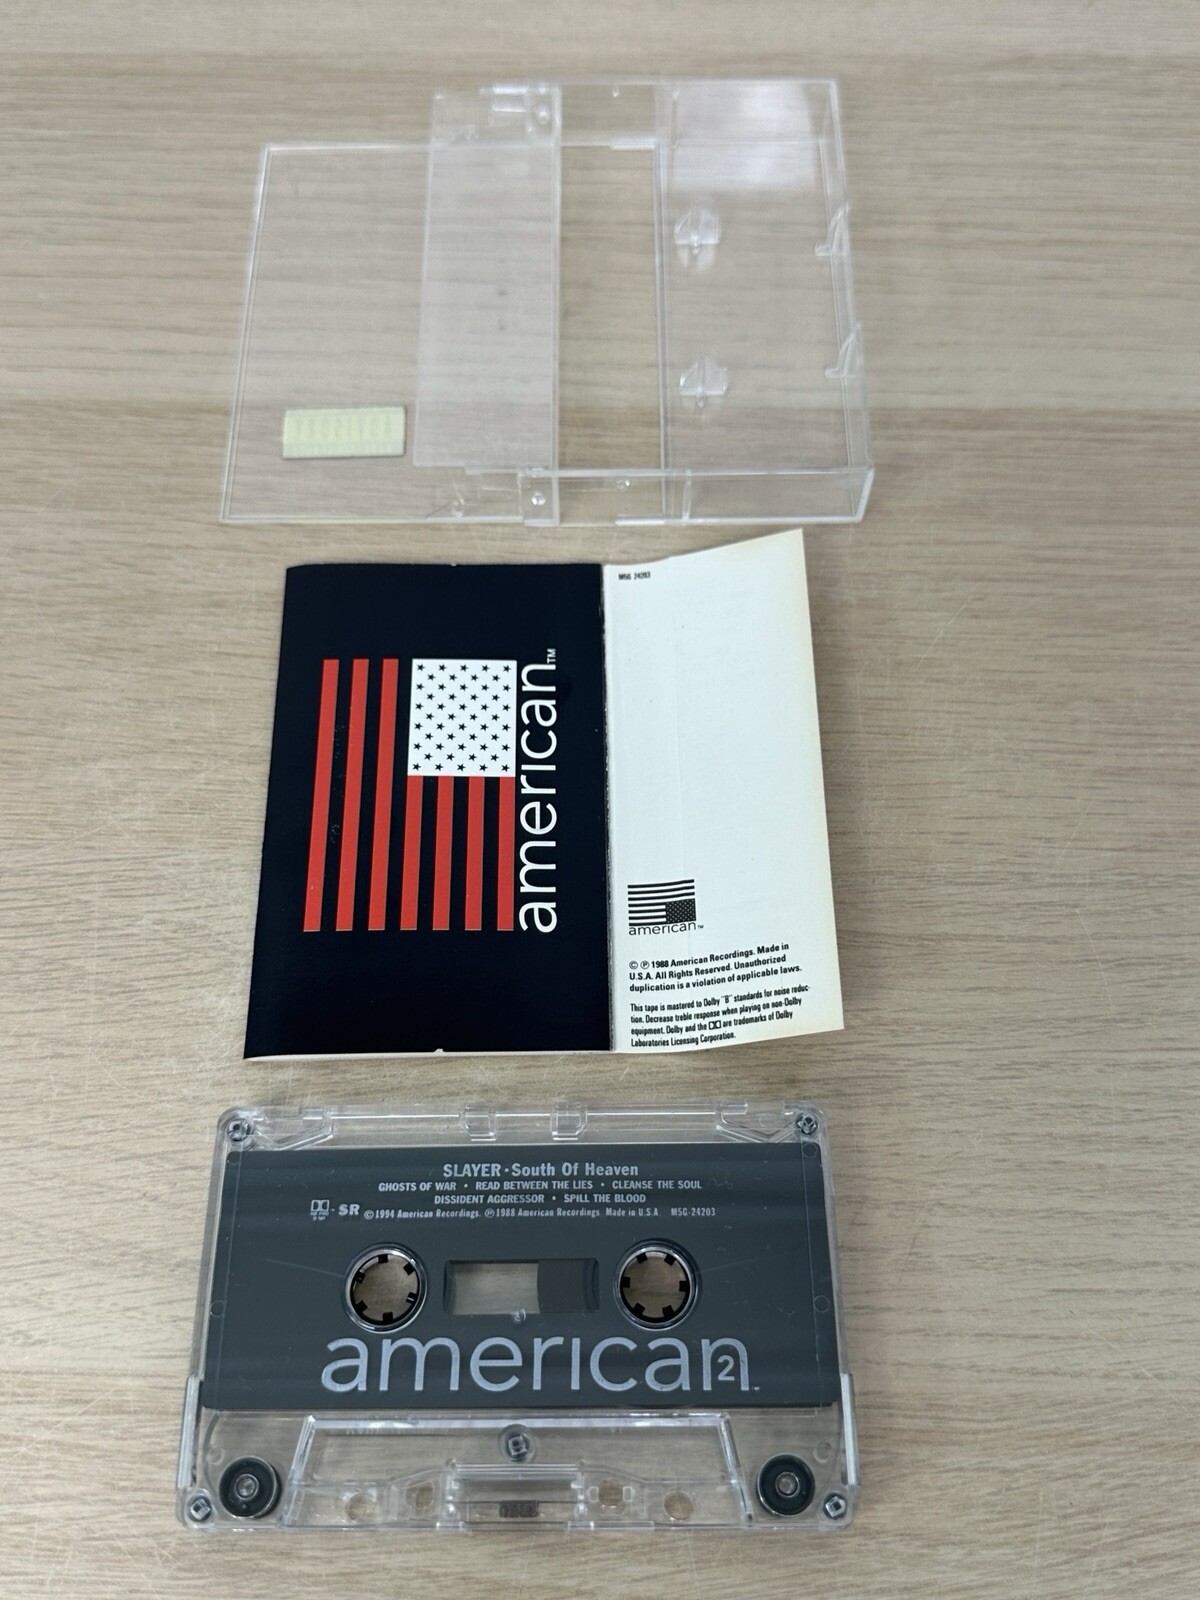 american™
M5G 24203
american™
© ℗ 1988 American Recordings. Made in
U.S.A. All Rights Reserved. Unauthorized
duplication is a violation of applicable laws.
This tape is mastered to Dolby "B" standards for noise reduc-
tion. Decrease treble response when playing on non-Dolby
equipment. Dolby and the are trademarks of Dolby
Laboratories Licensing Corporation.
SLAYER · South Of Heaven
GHOSTS OF WAR • READ BETWEEN THE LIES • CLEANSE THE SOUL
DISSIDENT AGGRESSOR • SPILL THE BLOOD
- SR © 1994 American Recordings. ℗ 1988 American Recordings. Made in U.S.A. M5G-24203
american
2